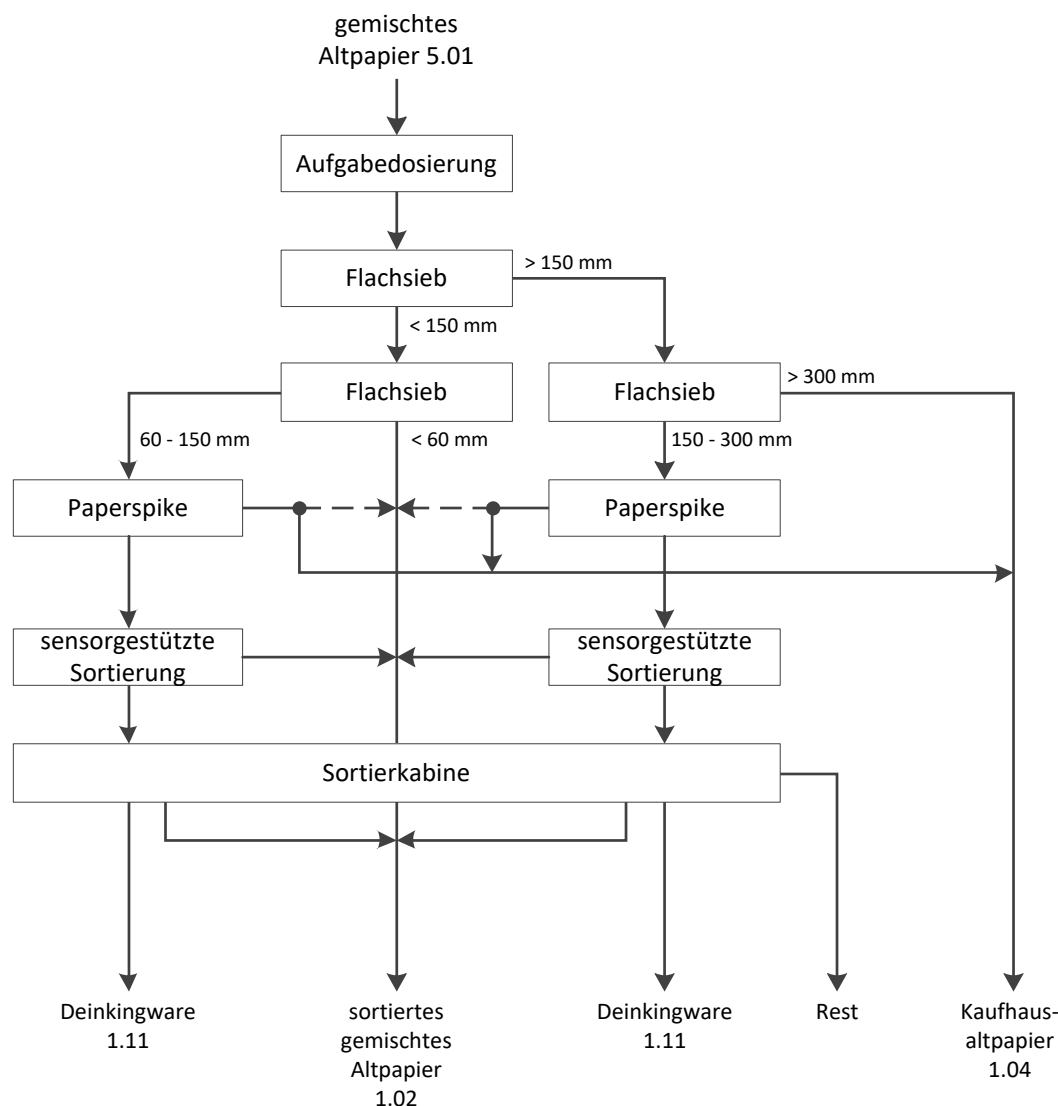 gemischtes
Altpapier 5.01
Aufgabedosierung
Flachsieb
> 150 mm
< 150 mm
Flachsieb
Flachsieb
> 300 mm
60 - 150 mm
< 60 mm
150 - 300 mm
Paperspike
Paperspike
sensorgestützte
Sortierung
sensorgestützte
Sortierung
Sortierkabine
Deinkingware
1.11
sortiertes
gemischtes
Altpapier
1.02
Deinkingware
1.11
Rest
Kaufhaus-
altpapier
1.04